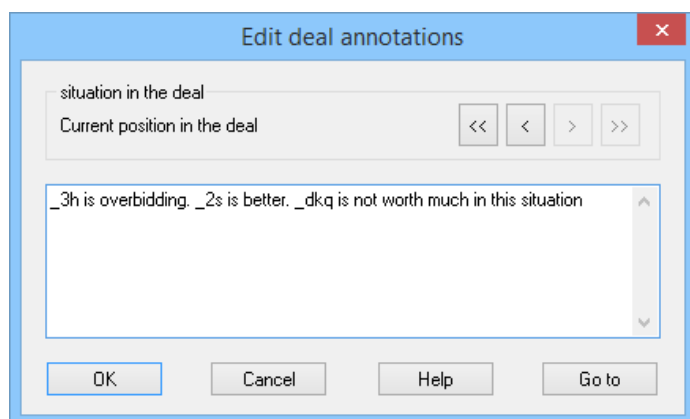 Edit deal annotations
situation in the deal
Current position in the deal << < > >>
_3h is overbidding. _2s is better. _dkq is not worth much in this situation
OK Cancel Help Go to